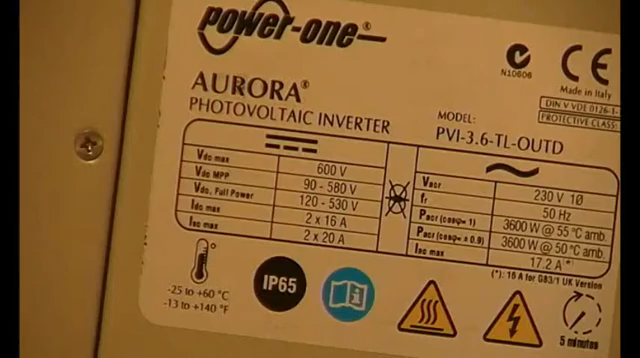 power-one®
N10606
CE
Made in Italy
DIN V VDE 0126-1-
PROTECTIVE CLASS:
AURORA®
PHOTOVOLTAIC INVERTER
MODEL:
PVI-3.6-TL-OUTD
Vdc max 600 V
Vdc MPP 90 - 580 V
Vdc, Full Power 120 - 530 V
Idc max 2 x 16 A
Isc max 2 x 20 A
Vacr 230 V 1Ø
fr 50 Hz
Pacr (cosφ= 1) 3600 W @ 55 °C amb.
Pacr (cosφ= ± 0.9) 3600 W @ 50 °C amb.
Iac max 17.2 A(*)
(*): 16 A for G83/1 UK Version
-25 to +60 °C
-13 to +140 °F
IP65
5 minutes